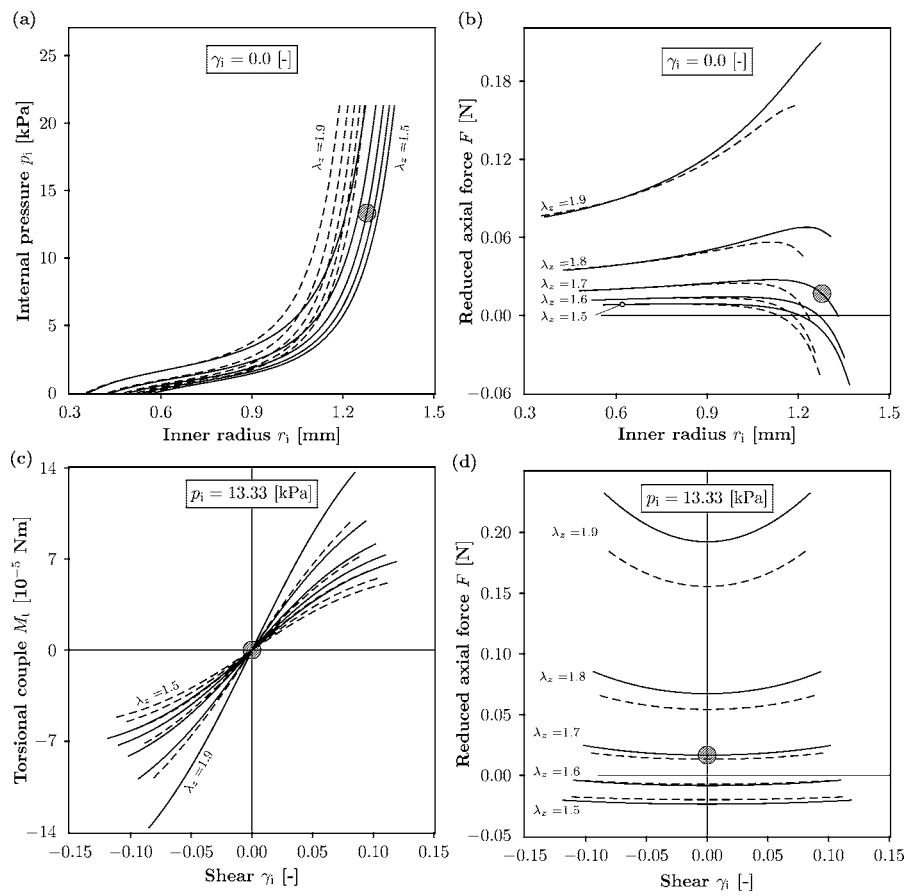 (a)
γi = 0.0 [-]
λz=1.9
λz=1.5
Internal pressure pi [kPa]
25
20
15
10
5
0
0.3
0.6
0.9
1.2
1.5
Inner radius ri [mm]
(b)
γi = 0.0 [-]
λz=1.9
λz=1.8
λz=1.7
λz=1.6
λz=1.5
Reduced axial force F [N]
0.18
0.12
0.06
0.00
−0.06
0.3
0.6
0.9
1.2
1.5
Inner radius ri [mm]
(c)
pi = 13.33 [kPa]
λz=1.5
λz=1.9
Torsional couple Mt [10−5 Nm]
14
7
0
−7
−14
−0.15
−0.10
−0.05
0.00
0.05
0.10
0.15
Shear γi [-]
(d)
pi = 13.33 [kPa]
λz=1.9
λz=1.8
λz=1.7
λz=1.6
λz=1.5
Reduced axial force F [N]
0.20
0.15
0.10
0.05
0.00
−0.05
−0.15
−0.10
−0.05
0.00
0.05
0.10
0.15
Shear γi [-]